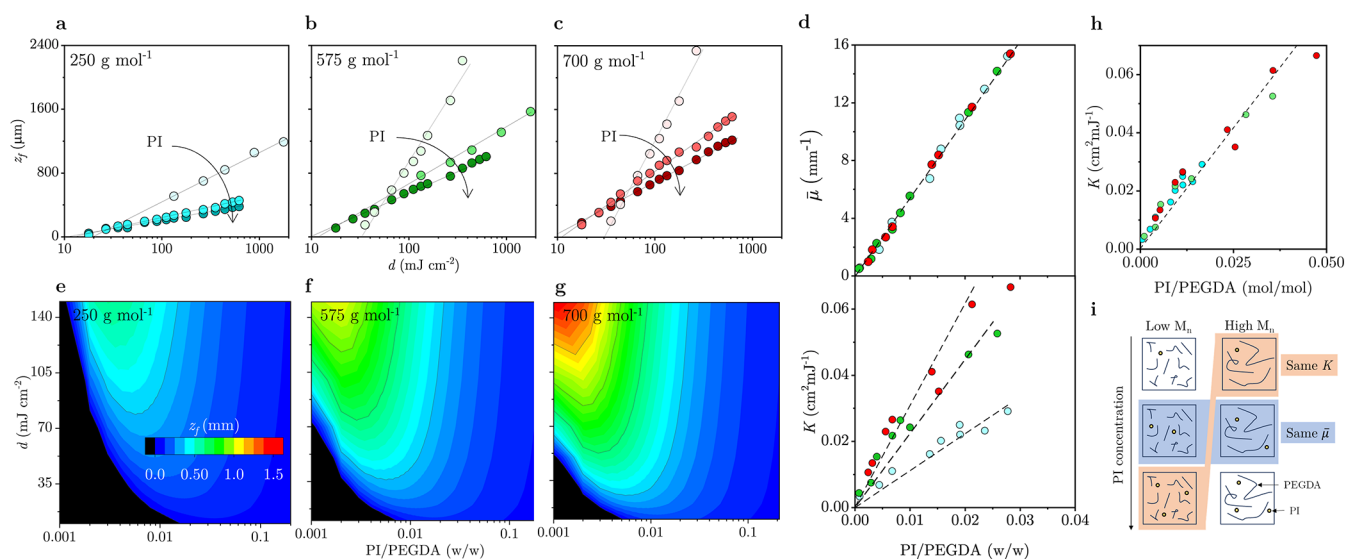 a
250 g mol⁻¹
2400
1600
800
0
z_f (μm)
PI
10
100
1000
b
575 g mol⁻¹
PI
10
100
1000
d (mJ cm⁻²)
c
700 g mol⁻¹
PI
10
100
1000
d
16
12
8
4
0
μ̄ (mm⁻¹)
0.06
0.04
0.02
0.00
K (cm²mJ⁻¹)
0.00
0.01
0.02
0.03
0.04
PI/PEGDA (w/w)
e
250 g mol⁻¹
140
105
70
35
d (mJ cm⁻²)
z_f (mm)
0.0
0.50
1.0
1.5
0.001
0.01
0.1
f
575 g mol⁻¹
0.001
0.01
0.1
PI/PEGDA (w/w)
g
700 g mol⁻¹
0.001
0.01
0.1
h
0.06
0.04
0.02
0.00
K (cm²mJ⁻¹)
0.000
0.025
0.050
PI/PEGDA (mol/mol)
i
Low Mₙ
High Mₙ
PI concentration
Same K
Same μ̄
PEGDA
PI